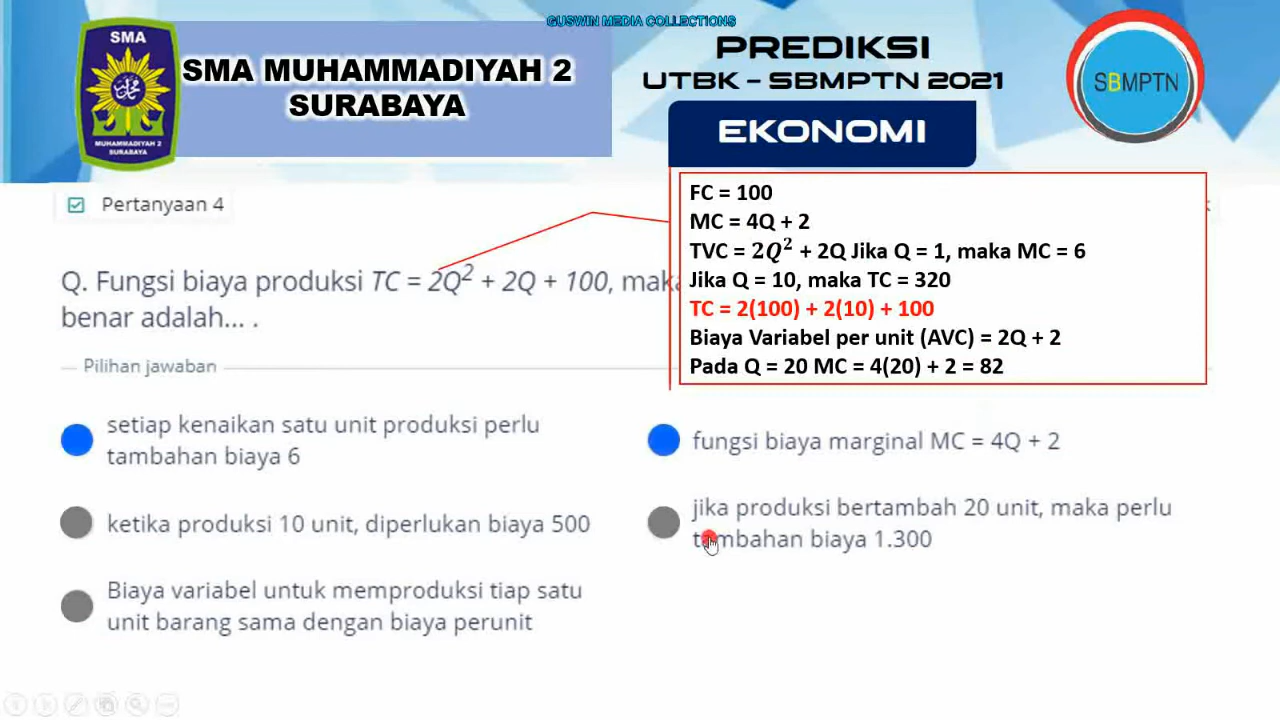 GUSWIN MEDIA COLLECTIONS
SMA
MUHAMMADIYAH 2
SURABAYA
SMA MUHAMMADIYAH 2
SURABAYA
PREDIKSI
UTBK – SBMPTN 2021
EKONOMI
SBMPTN
Pertanyaan 4
FC = 100
MC = 4Q + 2
TVC = 2Q² + 2Q Jika Q = 1, maka MC = 6
Jika Q = 10, maka TC = 320
TC = 2(100) + 2(10) + 100
Biaya Variabel per unit (AVC) = 2Q + 2
Pada Q = 20 MC = 4(20) + 2 = 82
Q. Fungsi biaya produksi TC = 2Q² + 2Q + 100, maka
benar adalah... .
Pilihan jawaban
setiap kenaikan satu unit produksi perlu
tambahan biaya 6
fungsi biaya marginal MC = 4Q + 2
ketika produksi 10 unit, diperlukan biaya 500
jika produksi bertambah 20 unit, maka perlu
tambahan biaya 1.300
Biaya variabel untuk memproduksi tiap satu
unit barang sama dengan biaya perunit